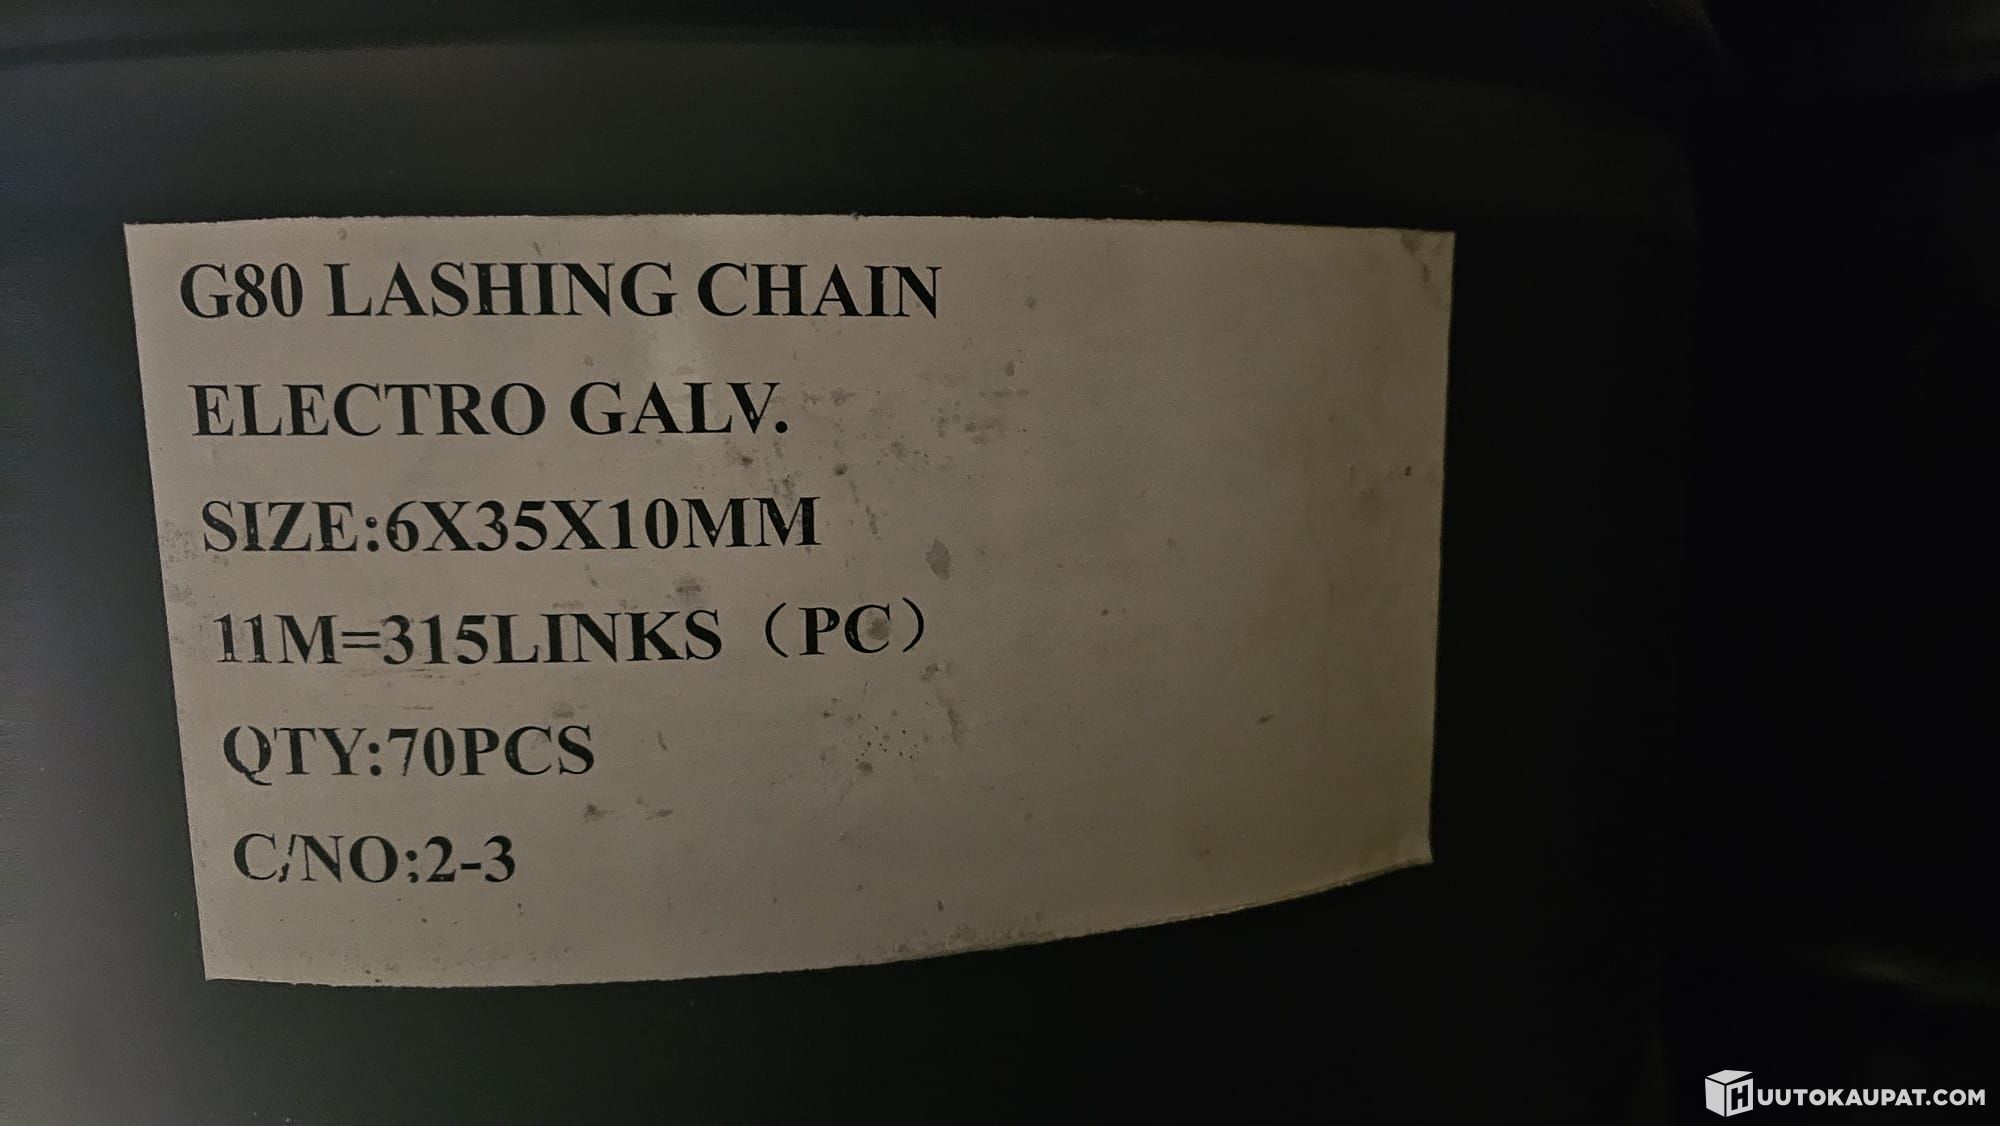 G80 LASHING CHAIN
ELECTRO GALV.
SIZE:6X35X10MM
11M=315LINKS（PC）
QTY:70PCS
C/NO:2-3
HUUTOKAUPAT.COM